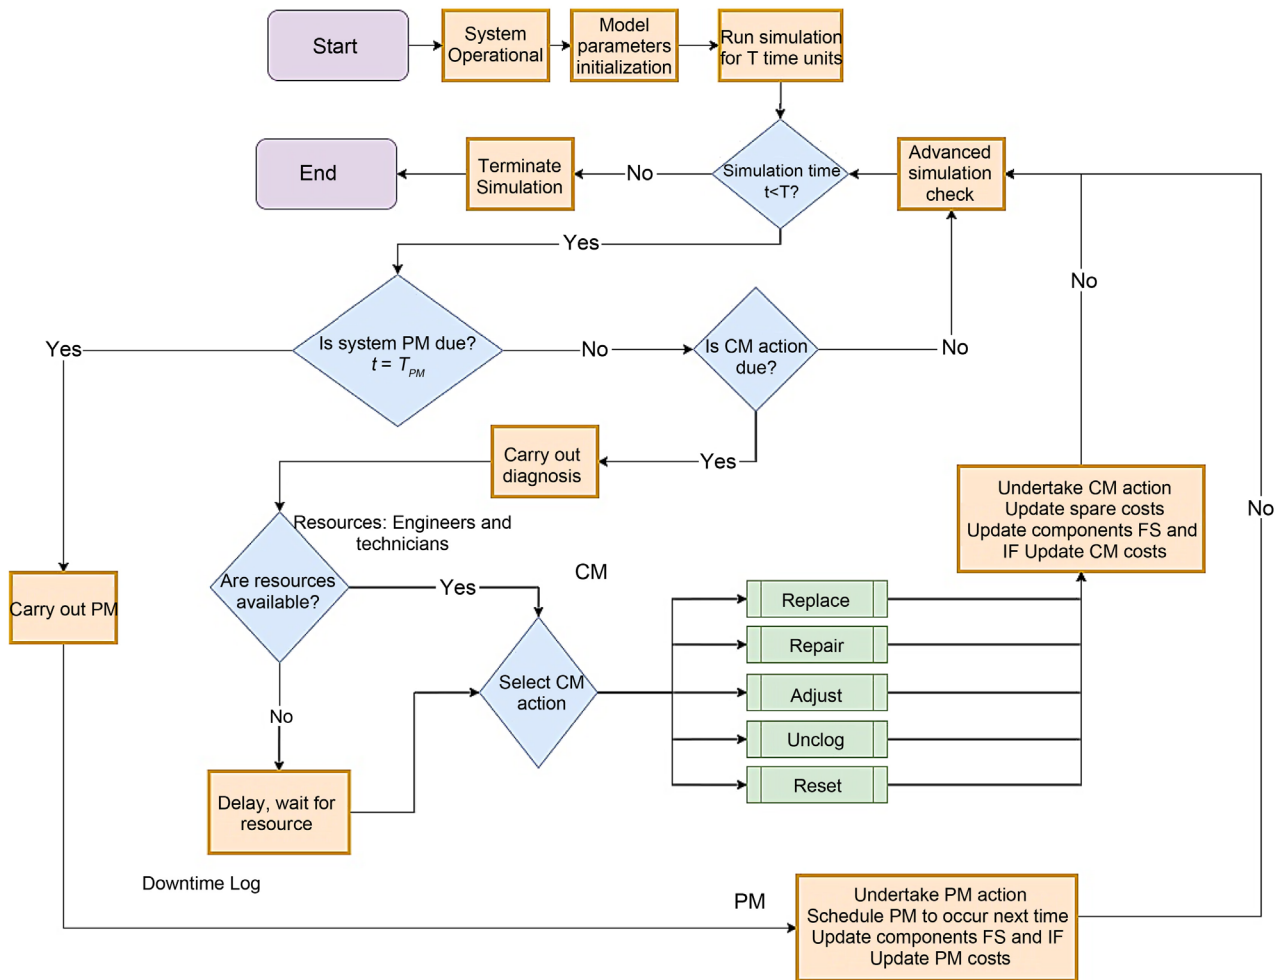 Start
System
Operational
Model
parameters
initialization
Run simulation
for T time units
End
Terminate
Simulation
No
Simulation time
t<T?
Advanced
simulation
check
Yes
No
Is system PM due?
t = TPM
Yes
No
Is CM action
due?
No
Carry out
diagnosis
Yes
Undertake CM action
Update spare costs
Update components FS and
IF Update CM costs
No
Resources: Engineers and
technicians
Are resources
available?
Yes
CM
Carry out PM
Select CM
action
Replace
Repair
Adjust
Unclog
Reset
No
Delay, wait for
resource
Downtime Log
PM
Undertake PM action
Schedule PM to occur next time
Update components FS and IF
Update PM costs